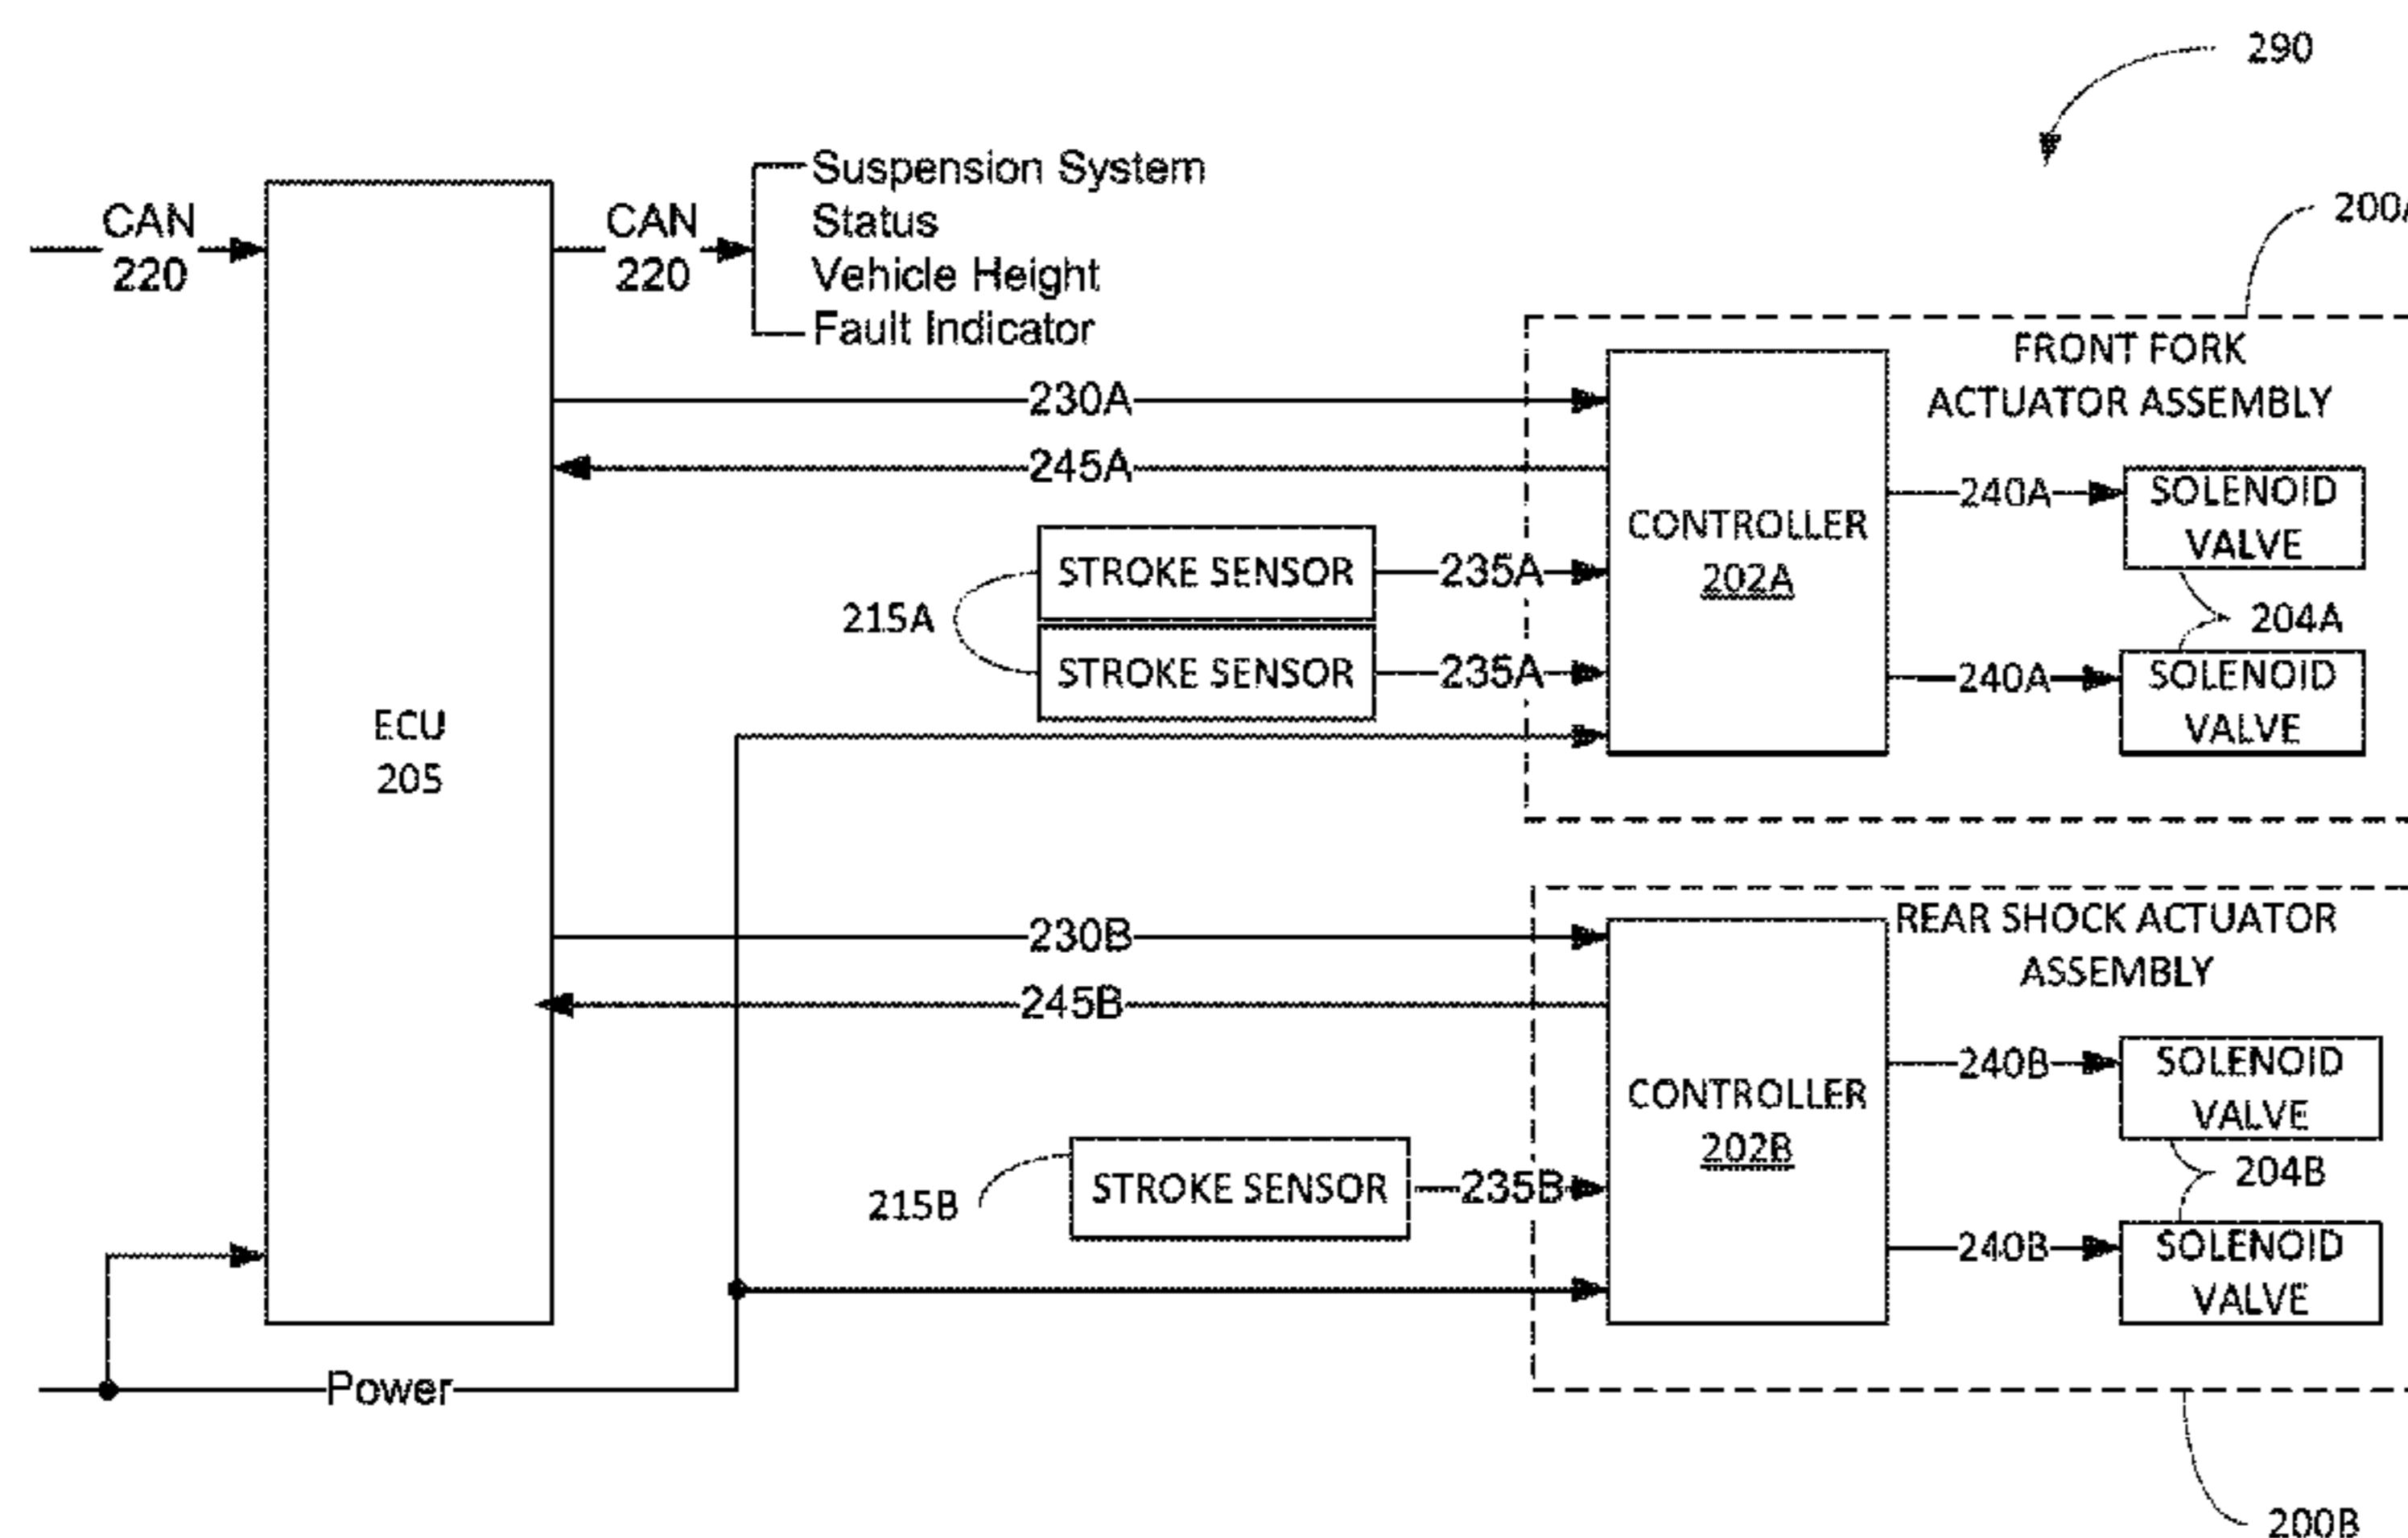 290
200A
CAN
220
CAN
220
Suspension System
Status
Vehicle Height
Fault Indicator
FRONT FORK
ACTUATOR ASSEMBLY
230A
245A
CONTROLLER
202A
240A
SOLENOID
VALVE
STROKE SENSOR
235A
215A
204A
STROKE SENSOR
235A
240A
SOLENOID
VALVE
ECU
205
REAR SHOCK ACTUATOR
ASSEMBLY
230B
245B
CONTROLLER
202B
240B
SOLENOID
VALVE
204B
STROKE SENSOR
235B
215B
240B
SOLENOID
VALVE
Power
200B